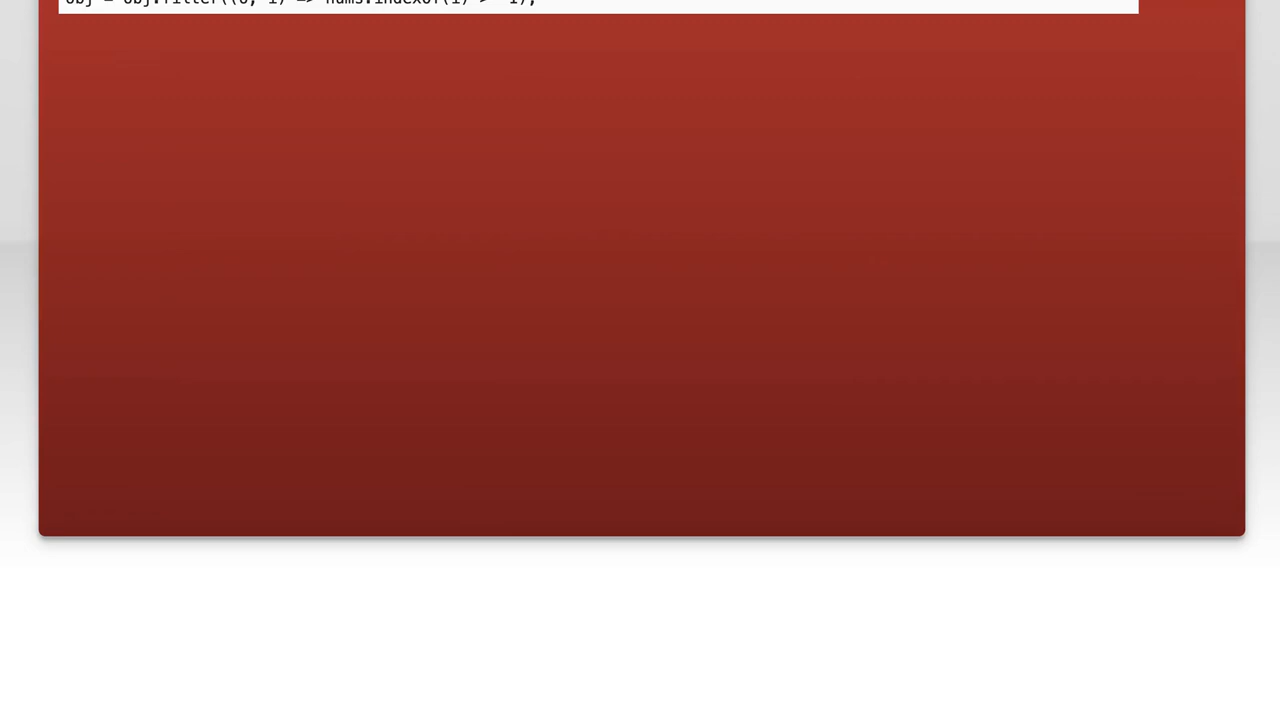 obj = obj.filter((o, i) => nums.indexOf(i) > -1);